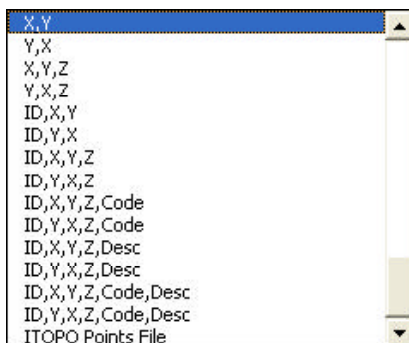 X,Y
Y,X
X,Y,Z
Y,X,Z
ID,X,Y
ID,Y,X
ID,X,Y,Z
ID,Y,X,Z
ID,X,Y,Z,Code
ID,Y,X,Z,Code
ID,X,Y,Z,Desc
ID,Y,X,Z,Desc
ID,X,Y,Z,Code,Desc
ID,Y,X,Z,Code,Desc
ITOPO Points File